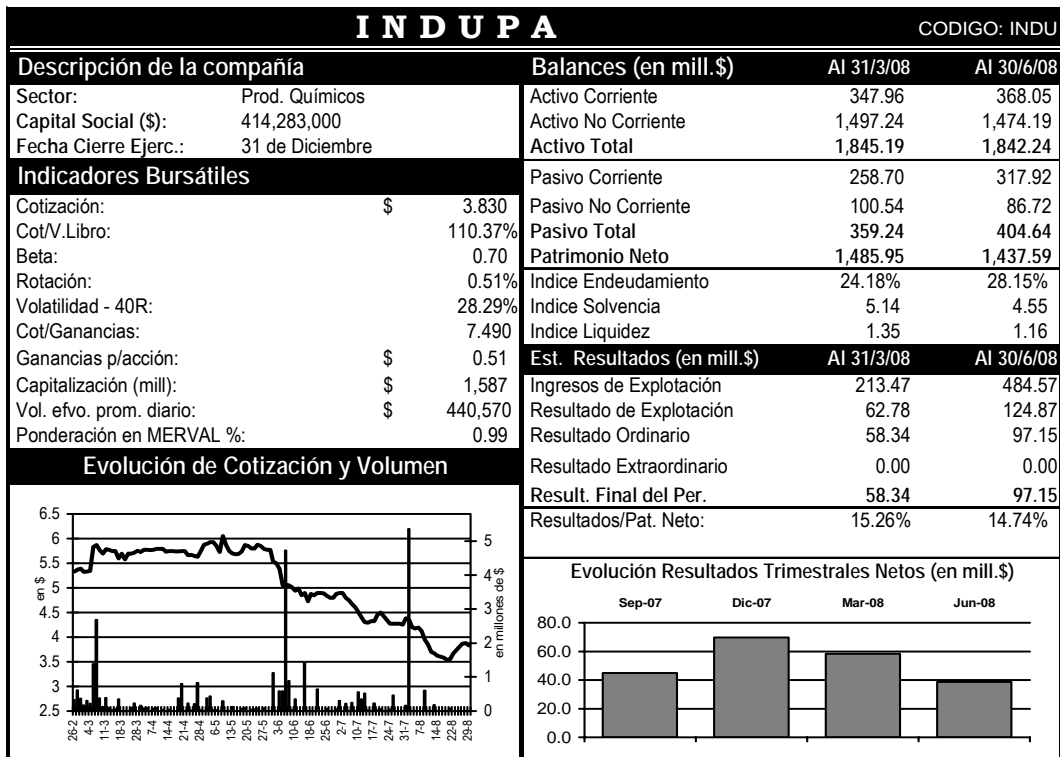 INDUPA CODIGO: INDU
Descripción de la compañía
Sector: Prod. Químicos
Capital Social ($): 414,283,000
Fecha Cierre Ejerc.: 31 de Diciembre
Indicadores Bursátiles
Cotización: $ 3.830
Cot/V.Libro: 110.37%
Beta: 0.70
Rotación: 0.51%
Volatilidad - 40R: 28.29%
Cot/Ganancias: 7.490
Ganancias p/acción: $ 0.51
Capitalización (mill): $ 1,587
Vol. efvo. prom. diario: $ 440,570
Ponderación en MERVAL %: 0.99
Evolución de Cotización y Volumen
en $
6.5
6
5.5
5
4.5
4
3.5
3
2.5
5
4
3
2
1
0
en millones de $
26-2 4-3 11-3 18-3 28-3 7-4 14-4 21-4 28-4 6-5 13-5 20-5 27-5 3-6 10-6 18-6 25-6 2-7 10-7 17-7 24-7 31-7 7-8 14-8 22-8 29-8
Balances (en mill.$) Al 31/3/08 Al 30/6/08
Activo Corriente 347.96 368.05
Activo No Corriente 1,497.24 1,474.19
Activo Total 1,845.19 1,842.24
Pasivo Corriente 258.70 317.92
Pasivo No Corriente 100.54 86.72
Pasivo Total 359.24 404.64
Patrimonio Neto 1,485.95 1,437.59
Indice Endeudamiento 24.18% 28.15%
Indice Solvencia 5.14 4.55
Indice Liquidez 1.35 1.16
Est. Resultados (en mill.$) Al 31/3/08 Al 30/6/08
Ingresos de Explotación 213.47 484.57
Resultado de Explotación 62.78 124.87
Resultado Ordinario 58.34 97.15
Resultado Extraordinario 0.00 0.00
Result. Final del Per. 58.34 97.15
Resultados/Pat. Neto: 15.26% 14.74%
Evolución Resultados Trimestrales Netos (en mill.$)
Sep-07 Dic-07 Mar-08 Jun-08
80.0
60.0
40.0
20.0
0.0